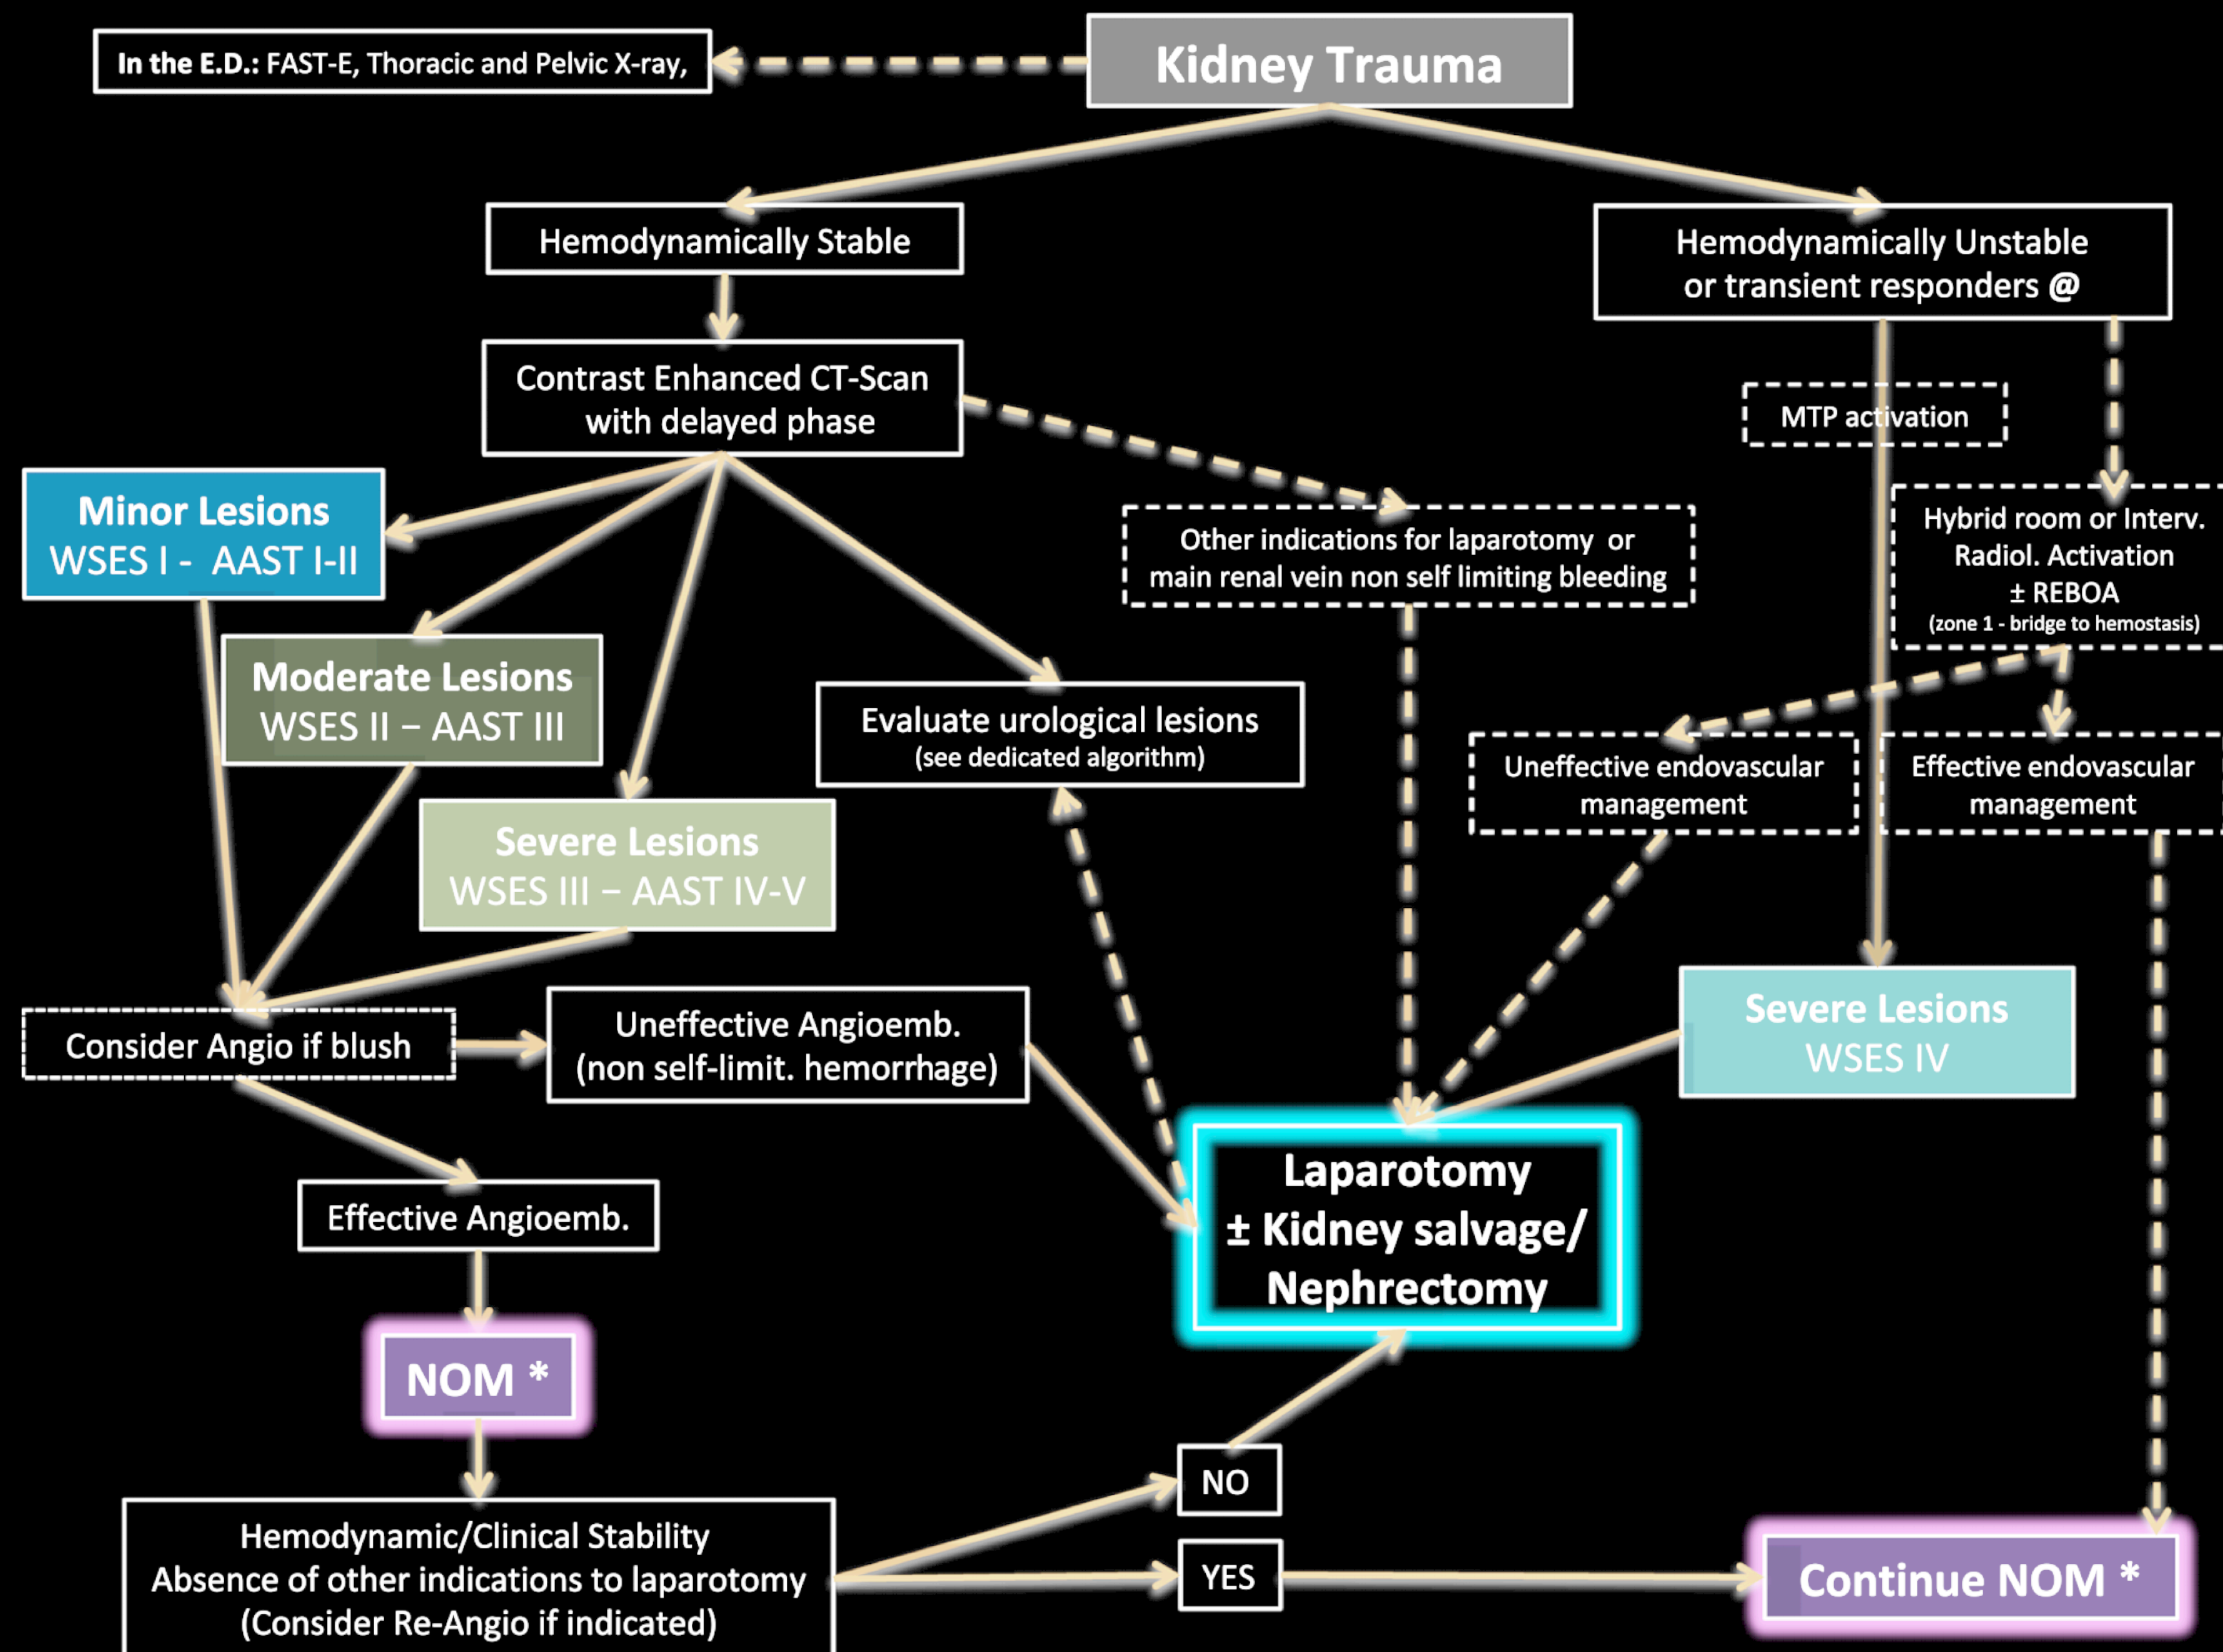 Kidney Trauma
In the E.D.: FAST-E, Thoracic and Pelvic X-ray,
Hemodynamically Stable
Hemodynamically Unstable
or transient responders @
Contrast Enhanced CT-Scan
with delayed phase
MTP activation
Minor Lesions
WSES I - AAST I-II
Other indications for laparotomy or
main renal vein non self limiting bleeding
Hybrid room or Interv.
Radiol. Activation
± REBOA
(zone 1 - bridge to hemostasis)
Moderate Lesions
WSES II – AAST III
Evaluate urological lesions
(see dedicated algorithm)
Uneffective endovascular
management
Effective endovascular
management
Severe Lesions
WSES III – AAST IV-V
Consider Angio if blush
Uneffective Angioemb.
(non self-limit. hemorrhage)
Severe Lesions
WSES IV
Effective Angioemb.
Laparotomy
± Kidney salvage/
Nephrectomy
NOM *
NO
Hemodynamic/Clinical Stability
Absence of other indications to laparotomy
(Consider Re-Angio if indicated)
YES
Continue NOM *